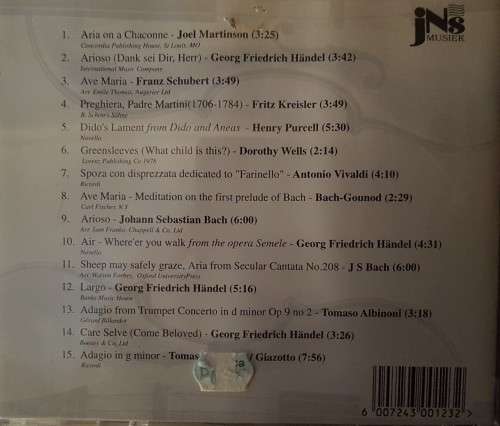 JNS
MUSIEK
1. Aria on a Chaconne - Joel Martinson (3:25)
Concordia Publishing House, St Louis, MO
2. Arioso (Dank sei Dir, Herr) - Georg Friedrich Händel (3:42)
International Music Company
3. Ave Maria - Franz Schubert (3:49)
Arr Emile Thomas, Augener Ltd
4. Preghiera, Padre Martini(1706-1784) - Fritz Kreisler (3:49)
B. Schott's Söhne
5. Dido's Lament from Dido and Aneas - Henry Purcell (5:30)
Novello
6. Greensleeves (What child is this?) - Dorothy Wells (2:14)
Lorenz Publishing Co 1978
7. Spoza con disprezzata dedicated to "Farinello" - Antonio Vivaldi (4:10)
Ricordi
8. Ave Maria - Meditation on the first prelude of Bach - Bach-Gounod (2:29)
Carl Fischer, N.Y
9. Arioso - Johann Sebastian Bach (6:00)
Arr Sam Franko, Chappell & Co. Ltd
10. Air - Where'er you walk from the opera Semele - Georg Friedrich Händel (4:31)
Novello
11. Sheep may safely graze, Aria from Secular Cantata No.208 - J S Bach (6:00)
Arr. Watson Forbes, Oxford UniversityPress
12. Largo - Georg Friedrich Händel (5:16)
Banks Music House
13. Adagio from Trumpet Concerto in d minor Op 9 no 2 - Tomaso Albinoni (3:18)
Gérard Billaudot
14. Care Selve (Come Beloved) - Georg Friedrich Händel (3:26)
Boosey & Co, Ltd
15. Adagio in g minor - Tomas / Giazotto (7:56)
Ricordi
6 007243 001232 >